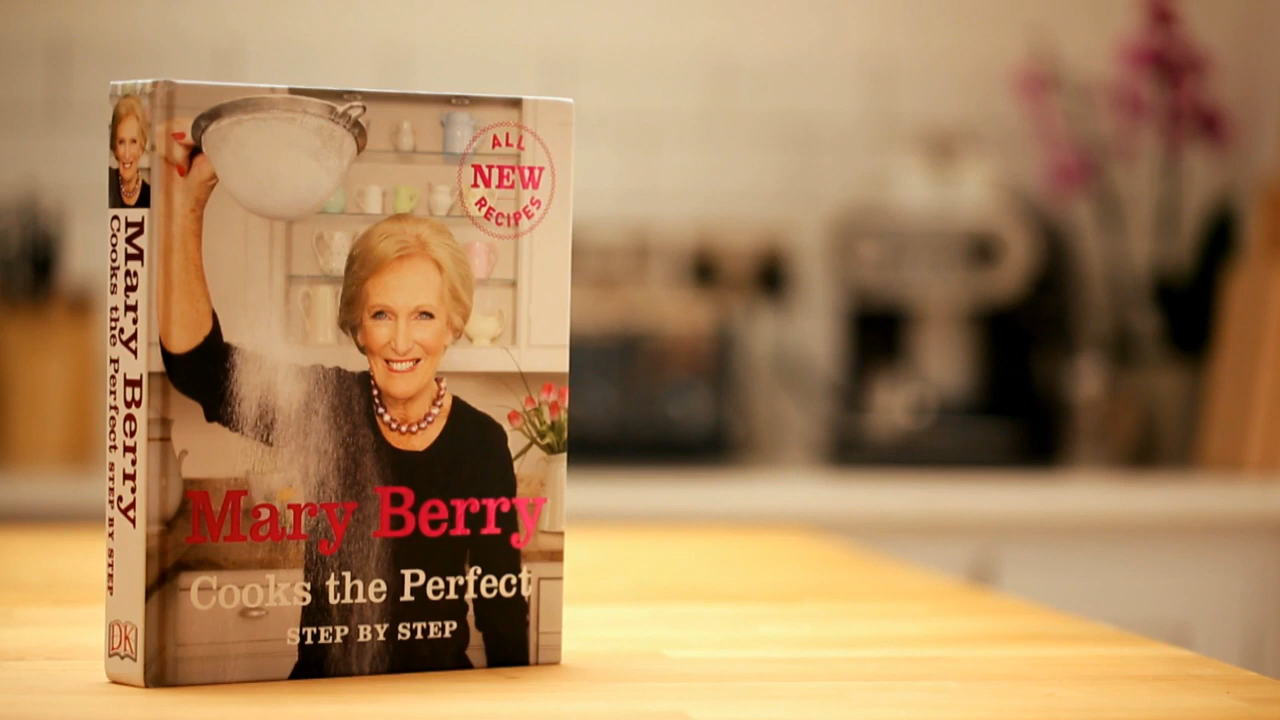 Mary Berry
Cooks the Perfect STEP BY STEP
DK
ALL
NEW
RECIPES
Mary Berry
Cooks the Perfect
STEP BY STEP